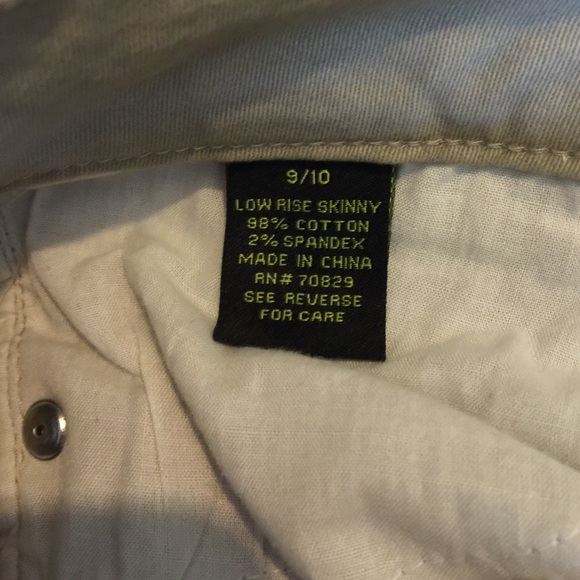 9/10
LOW RISE SKINNY
98% COTTON
2% SPANDEX
MADE IN CHINA
RN# 70829
SEE REVERSE
FOR CARE